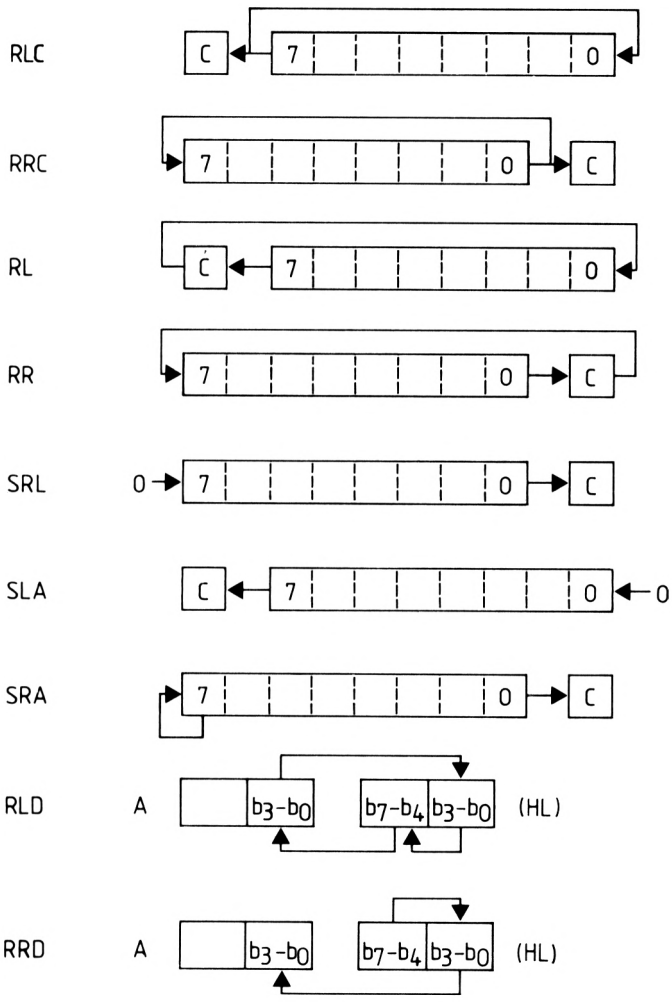 RLC C 7 0
RRC 7 0 C
RL C 7 0
RR 7 0 C
SRL 0 7 0 C
SLA C 7 0 0
SRA 7 0 C
RLD A b3-b0 b7-b4 b3-b0 (HL)
RRD A b3-b0 b7-b4 b3-b0 (HL)